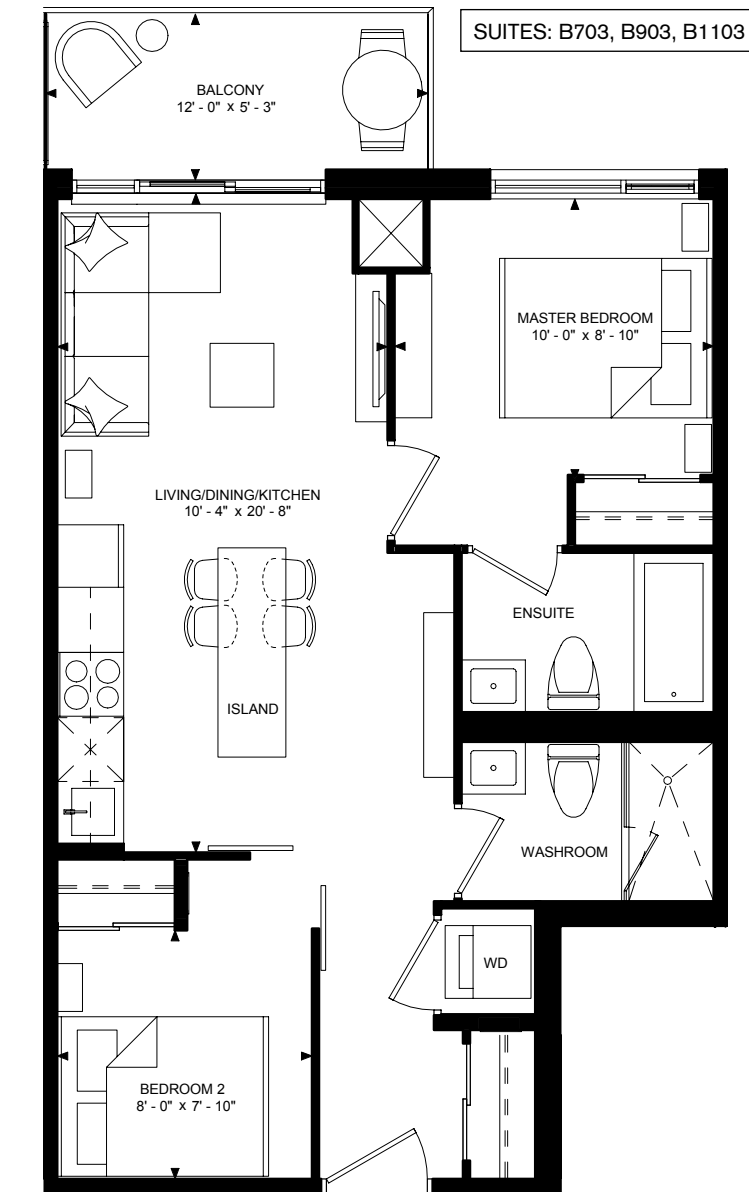 SUITES: B703, B903, B1103
BALCONY
12' - 0" x 5' - 3"
MASTER BEDROOM
10' - 0" x 8' - 10"
LIVING/DINING/KITCHEN
10' - 4" x 20' - 8"
ENSUITE
ISLAND
WASHROOM
WD
BEDROOM 2
8' - 0" x 7' - 10"